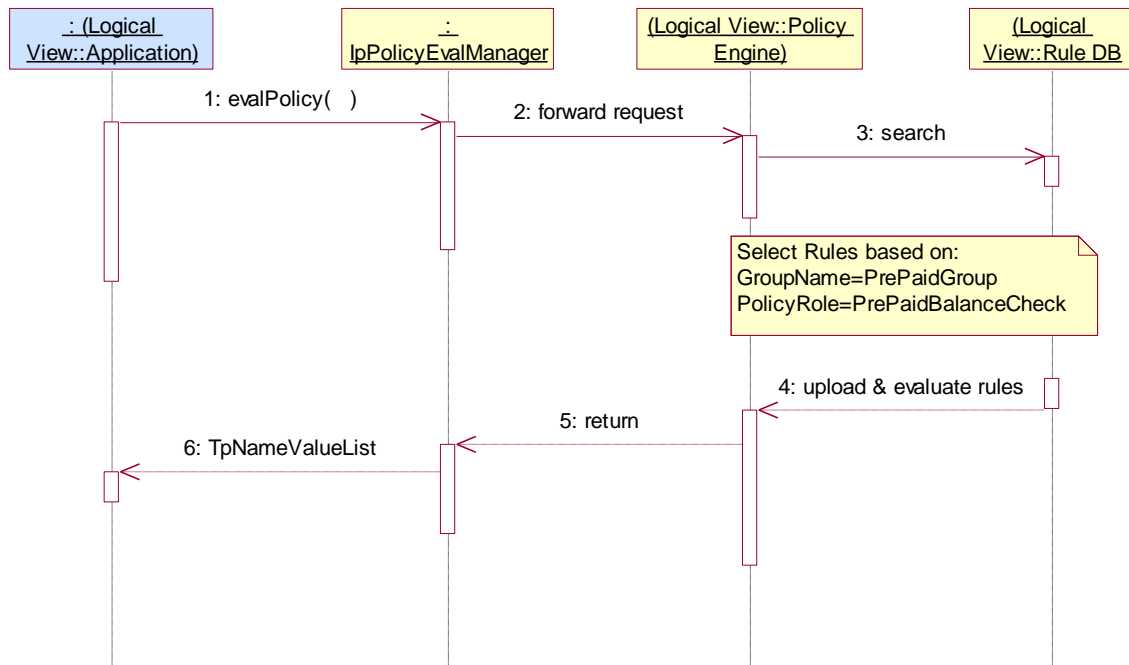 : (Logical
View::Application)
:
IpPolicyEvalManager
(Logical View::Policy
Engine)
(Logical
View::Rule DB
1: evalPolicy(   )
2: forward request
3: search
Select Rules based on:
GroupName=PrePaidGroup
PolicyRole=PrePaidBalanceCheck
4: upload & evaluate rules
5: return
6: TpNameValueList